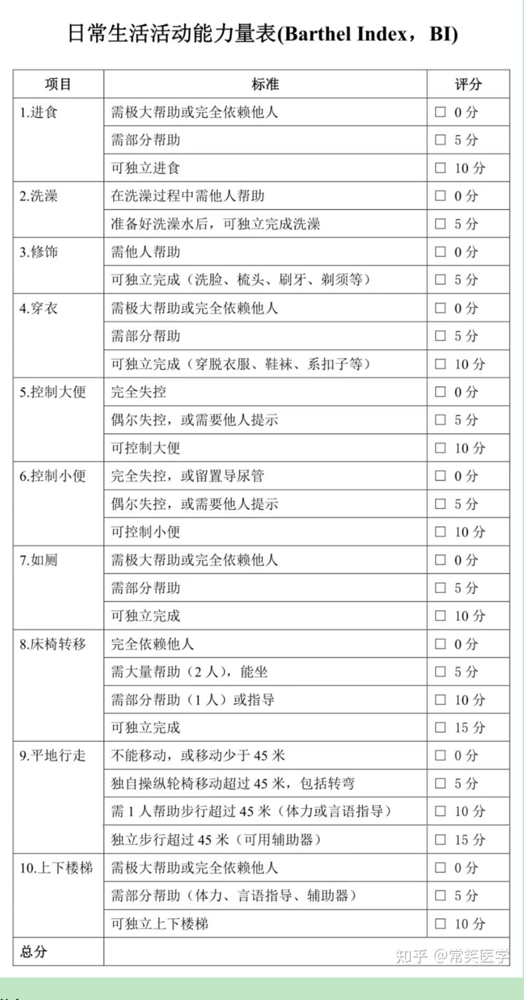 日常生活活动能力量表(Barthel Index，BI)
项目 标准 评分
1.进食 需极大帮助或完全依赖他人 □ 0 分
需部分帮助 □ 5 分
可独立进食 □ 10 分
2.洗澡 在洗澡过程中需他人帮助 □ 0 分
准备好洗澡水后，可独立完成洗澡 □ 5 分
3.修饰 需他人帮助 □ 0 分
可独立完成（洗脸、梳头、刷牙、剃须等） □ 5 分
4.穿衣 需极大帮助或完全依赖他人 □ 0 分
需部分帮助 □ 5 分
可独立完成（穿脱衣服、鞋袜、系扣子等） □ 10 分
5.控制大便 完全失控 □ 0 分
偶尔失控，或需要他人提示 □ 5 分
可控制大便 □ 10 分
6.控制小便 完全失控，或留置导尿管 □ 0 分
偶尔失控，或需要他人提示 □ 5 分
可控制小便 □ 10 分
7.如厕 需极大帮助或完全依赖他人 □ 0 分
需部分帮助 □ 5 分
可独立完成 □ 10 分
8.床椅转移 完全依赖他人 □ 0 分
需大量帮助（2 人），能坐 □ 5 分
需部分帮助（1 人）或指导 □ 10 分
可独立完成 □ 15 分
9.平地行走 不能移动，或移动少于 45 米 □ 0 分
独自操纵轮椅移动超过 45 米，包括转弯 □ 5 分
需 1 人帮助步行超过 45 米（体力或言语指导） □ 10 分
独立步行超过 45 米（可用辅助器） □ 15 分
10.上下楼梯 需极大帮助或完全依赖他人 □ 0 分
需部分帮助（体力、言语指导、辅助器） □ 5 分
可独立上下楼梯 □ 10 分
总分
知乎 @常笑医学